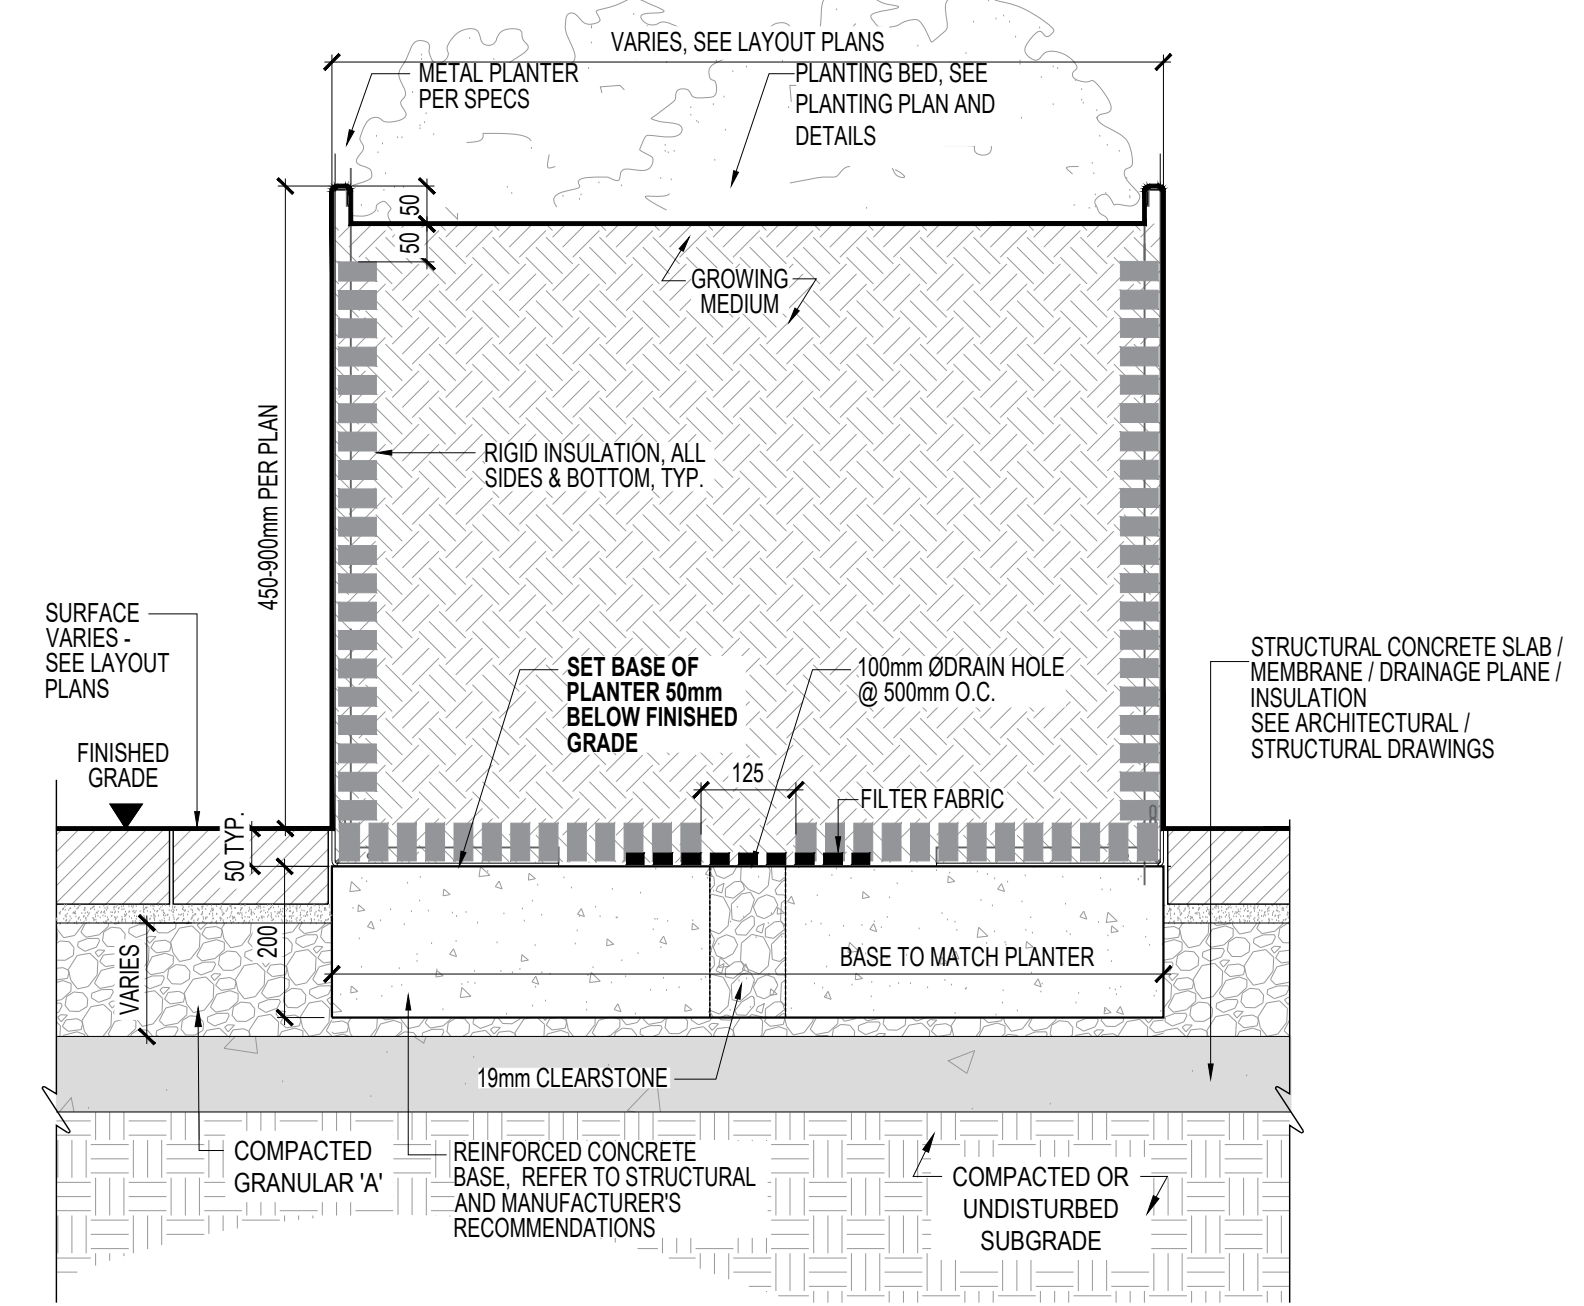 VARIES, SEE LAYOUT PLANS
METAL PLANTER
PER SPECS
PLANTING BED, SEE
PLANTING PLAN AND
DETAILS
50
50
GROWING
MEDIUM
450-900mm PER PLAN
RIGID INSULATION, ALL
SIDES & BOTTOM, TYP.
SURFACE
VARIES -
SEE LAYOUT
PLANS
FINISHED
GRADE
SET BASE OF
PLANTER 50mm
BELOW FINISHED
GRADE
100mm ØDRAIN HOLE
@ 500mm O.C.
STRUCTURAL CONCRETE SLAB /
MEMBRANE / DRAINAGE PLANE /
INSULATION
SEE ARCHITECTURAL /
STRUCTURAL DRAWINGS
125
FILTER FABRIC
50 TYP.
200
VARIES
BASE TO MATCH PLANTER
19mm CLEARSTONE
COMPACTED
GRANULAR 'A'
REINFORCED CONCRETE
BASE, REFER TO STRUCTURAL
AND MANUFACTURER'S
RECOMMENDATIONS
COMPACTED OR
UNDISTURBED
SUBGRADE